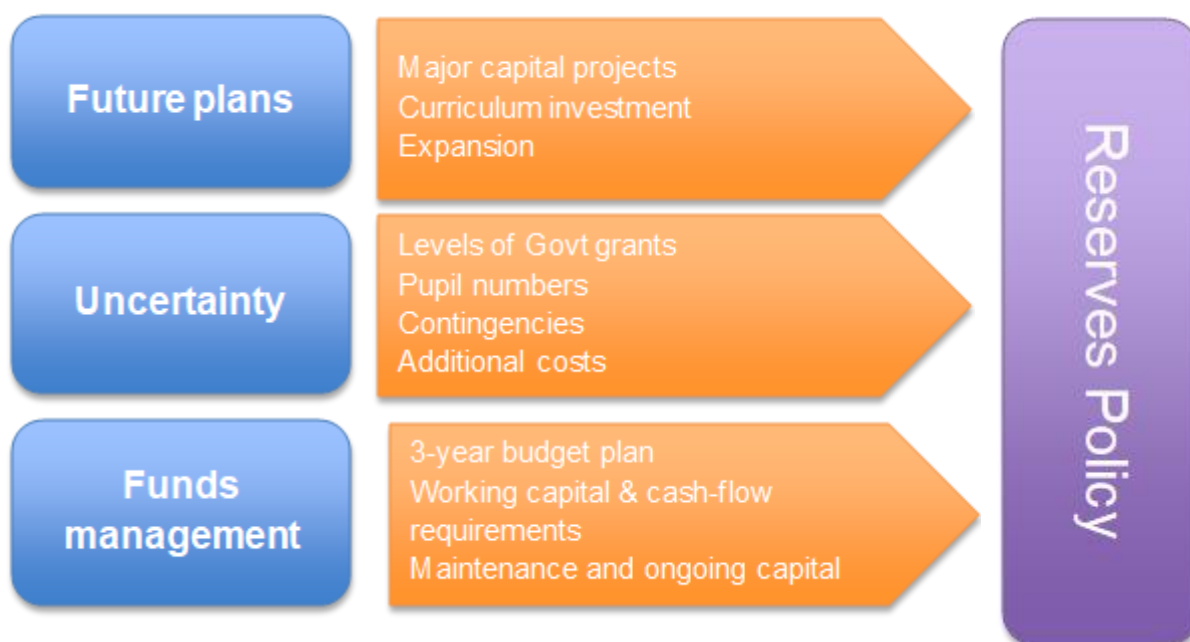 Future plans
Major capital projects
Curriculum investment
Expansion
Uncertainty
Levels of Govt grants
Pupil numbers
Contingencies
Additional costs
Funds
management
3-year budget plan
Working capital & cash-flow
requirements
Maintenance and ongoing capital
Reserves Policy